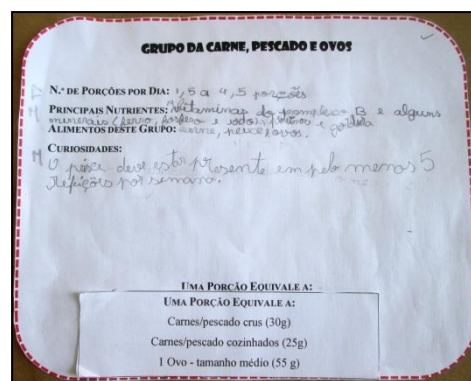 GRUPO DA CARNE, PESCADO E OVOS
N.º DE PORÇÕES POR DIA: 1,5 a 4,5 porções
PRINCIPAIS NUTRIENTES: Vitaminas do complexo B e alguns
minerais (ferro, fósforo e iodo), e gordura
ALIMENTOS DESTE GRUPO: carne, peixe e ovos.
CURIOSIDADES:
O peixe deve estar presente em pelo menos 5
refeições por semana.
UMA PORÇÃO EQUIVALE A:
UMA PORÇÃO EQUIVALE A:
Carnes/pescado crus (30g)
Carnes/pescado cozinhados (25g)
1 Ovo - tamanho médio (55 g)